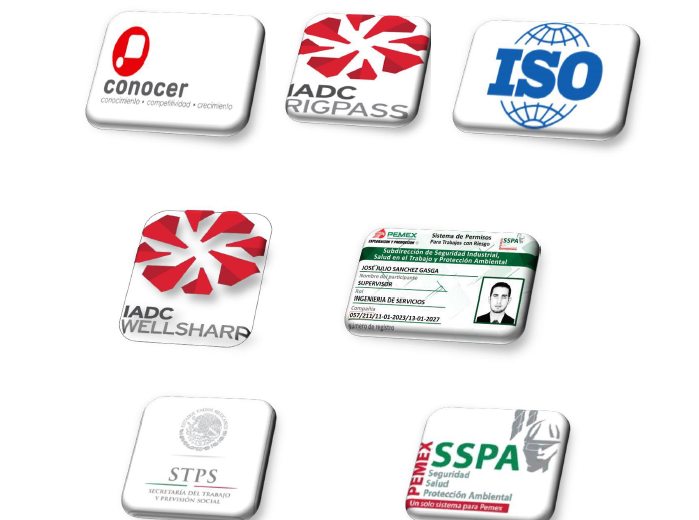 conocer
conocimiento • competitividad • crecimiento
IADC
RIGPASS
ISO
IADC
WELLSHARP
PEMEX
EXPLORACIÓN Y PRODUCCIÓN
Sistema de Permisos
Para Trabajos con Riesgo
SSPA
Subdirección de Seguridad Industrial,
Salud en el Trabajo y Protección Ambiental
JOSÉ JULIO SANCHEZ GASGA
Nombre del participante
SUPERVISOR
Rol
INGENIERIA DE SERVICIOS
Compañía
057/211/11-01-2023/13-01-2027
Número de registro
STPS
SECRETARÍA DEL TRABAJO
Y PREVISIÓN SOCIAL
PEMEX
SSPA
Seguridad
Salud
Protección Ambiental
Un solo sistema para Pemex